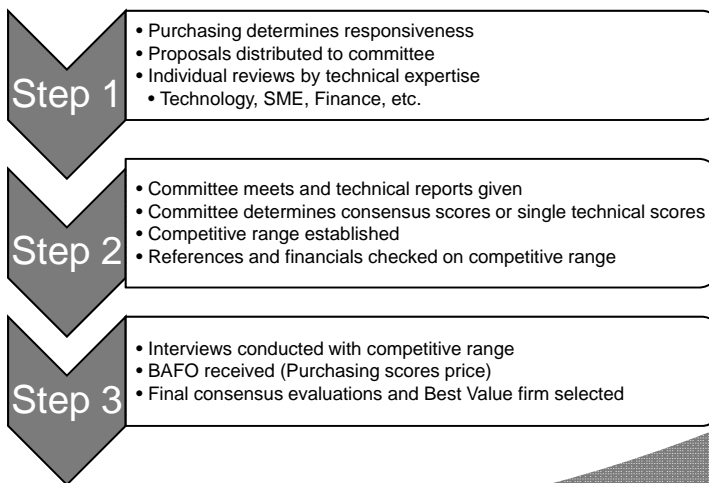 Step 1
• Purchasing determines responsiveness
• Proposals distributed to committee
• Individual reviews by technical expertise
• Technology, SME, Finance, etc.
Step 2
• Committee meets and technical reports given
• Committee determines consensus scores or single technical scores
• Competitive range established
• References and financials checked on competitive range
Step 3
• Interviews conducted with competitive range
• BAFO received (Purchasing scores price)
• Final consensus evaluations and Best Value firm selected